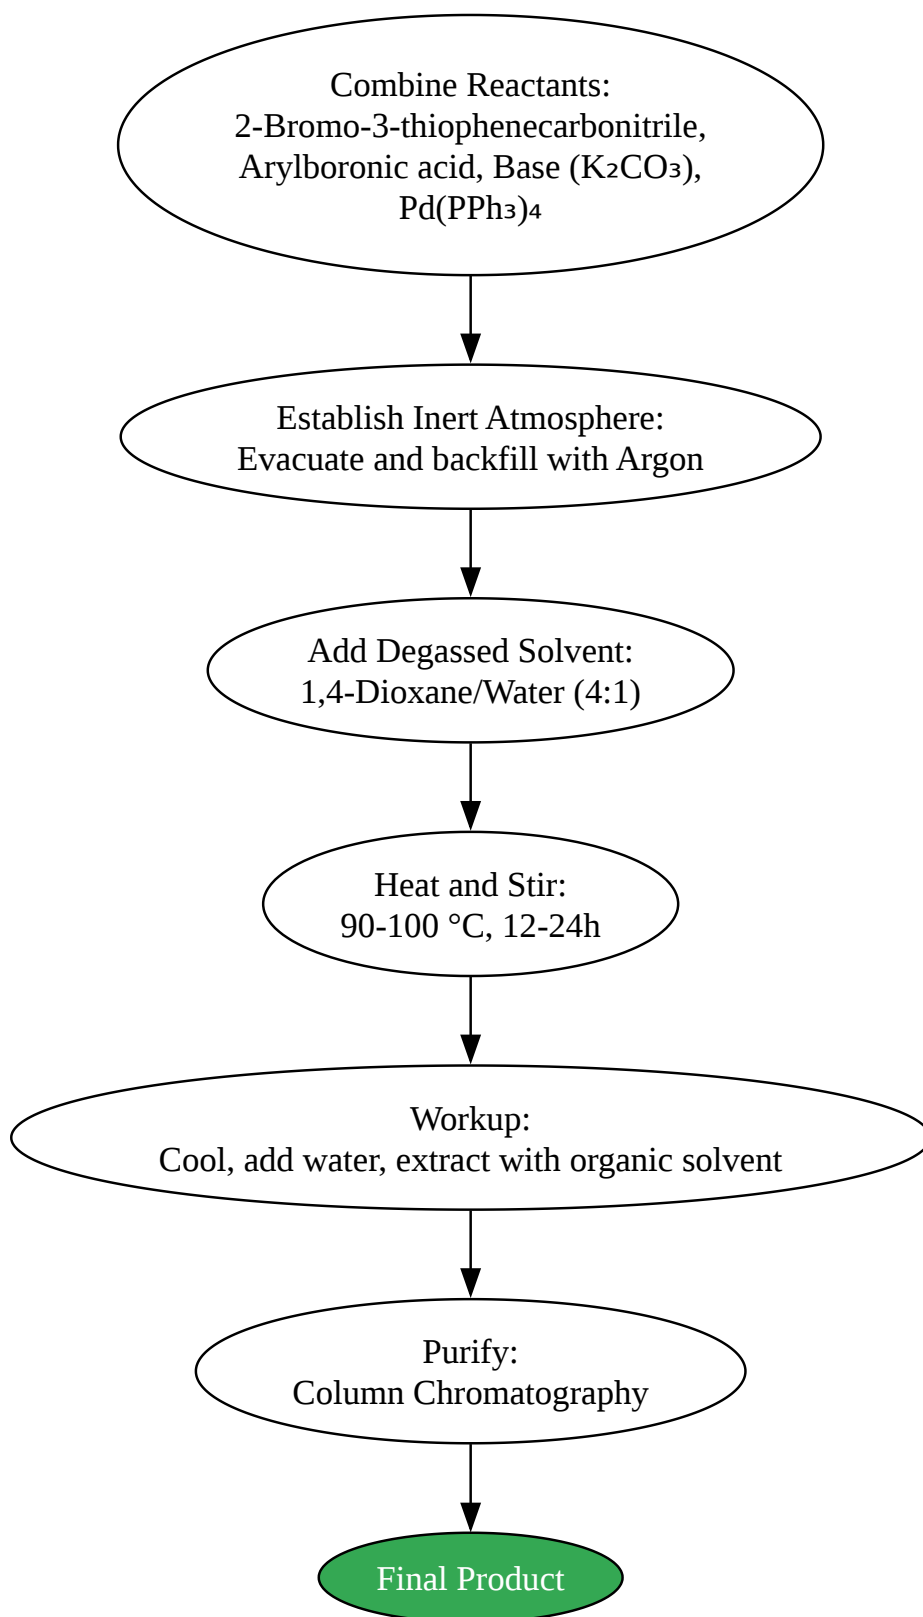 Combine Reactants:
2-Bromo-3-thiophenecarbonitrile,
Arylboronic acid, Base (K₂CO₃),
Pd(PPh₃)₄
Establish Inert Atmosphere:
Evacuate and backfill with Argon
Add Degassed Solvent:
1,4-Dioxane/Water (4:1)
Heat and Stir:
90-100 °C, 12-24h
Workup:
Cool, add water, extract with organic solvent
Purify:
Column Chromatography
Final Product